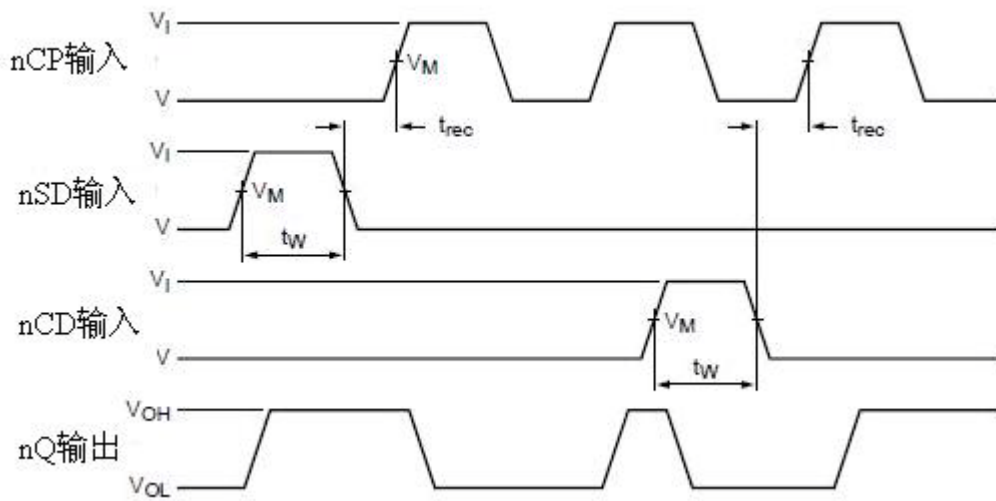 VI
nCP输入
VM
V
trec
trec
VI
nSD输入
VM
V
tW
VI
nCD输入
VM
V
tW
VOH
nQ输出
VOL